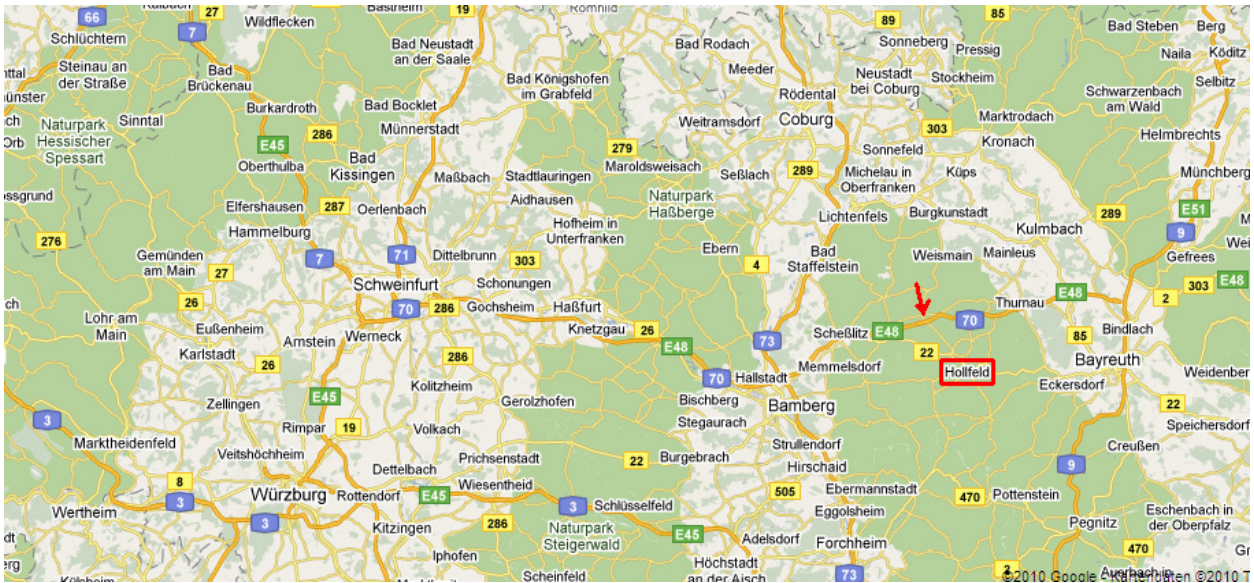 Kalbach
27
Bastheim
19
Römhild
66
Wildflecken
89
85
Bad Steben
Berg
Schlüchtern
7
Bad Neustadt
an der Saale
Bad Rodach
Sonneberg
Pressig
Naila
Köditz
Steinau an
der Straße
Bad
Brückenau
Bad Königshofen
im Grabfeld
Meeder
Neustadt
bei Coburg
Stockheim
Selbitz
Burkardroth
Bad Bocklet
Rödental
Schwarzenbach
am Wald
Naturpark
Hessischer
Spessart
Sinntal
286
Münnerstadt
Weitramsdorf
Coburg
303
Marktrodach
Helmbrechts
Orb
E45
279
Sonnefeld
Kronach
Oberthulba
Bad
Kissingen
Maßbach
Stadtlauringen
Maroldsweisach
Seßlach
289
Michelau in
Oberfranken
Küps
Münchberg
Elfershausen
287
Oerlenbach
Aidhausen
Naturpark
Haßberge
Lichtenfels
Burgkunstadt
289
E51
Hammelburg
Hofheim in
Unterfranken
Kulmbach
9
276
Gemünden
am Main
7
71
Dittelbrunn
303
Ebern
4
Bad
Staffelstein
Weismain
Mainleus
Gefrees
27
Schweinfurt
Schonungen
303
E48
26
70
286
Gochsheim
Haßfurt
Thurnau
E48
2
Lohr am
Main
Eußenheim
Arnstein
Werneck
Knetzgau
26
E48
73
Scheßlitz
E48
70
85
Bindlach
Karlstadt
26
286
22
Bayreuth
Kolitzheim
70
Hallstadt
Memmelsdorf
Hollfeld
Eckersdorf
Weidenber
Zellingen
E45
Gerolzhofen
Bischberg
Bamberg
22
3
Rimpar
19
Volkach
Stegaurach
Speichersdorf
Marktheidenfeld
Veitshöchheim
Dettelbach
Prichsenstadt
22
Burgebrach
Strullendorf
Creußen
8
Hirschaid
9
Würzburg
Rottendorf
E45
Wiesentheid
505
Ebermannstadt
470
Pottenstein
Wertheim
3
3
Kitzingen
286
3
Schlüsselfeld
Eggolsheim
Pegnitz
Eschenbach in
der Oberpfalz
Naturpark
Steigerwald
E45
Adelsdorf
Forchheim
Iphofen
Höchstadt
an der Aisch
470
Scheinfeld
73
2
Auerbach in
©2010 Google - Kartendaten ©2010 T